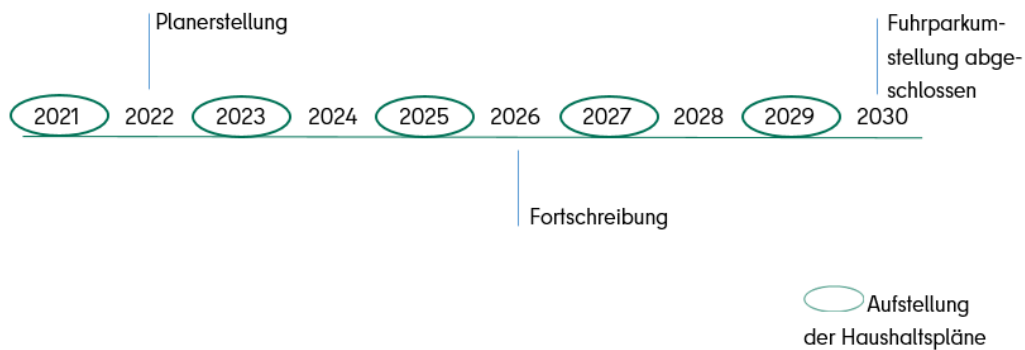 Planerstellung
Fuhrparkum-
stellung abge-
schlossen
2021 2022 2023 2024 2025 2026 2027 2028 2029 2030
Fortschreibung
Aufstellung
der Haushaltspläne